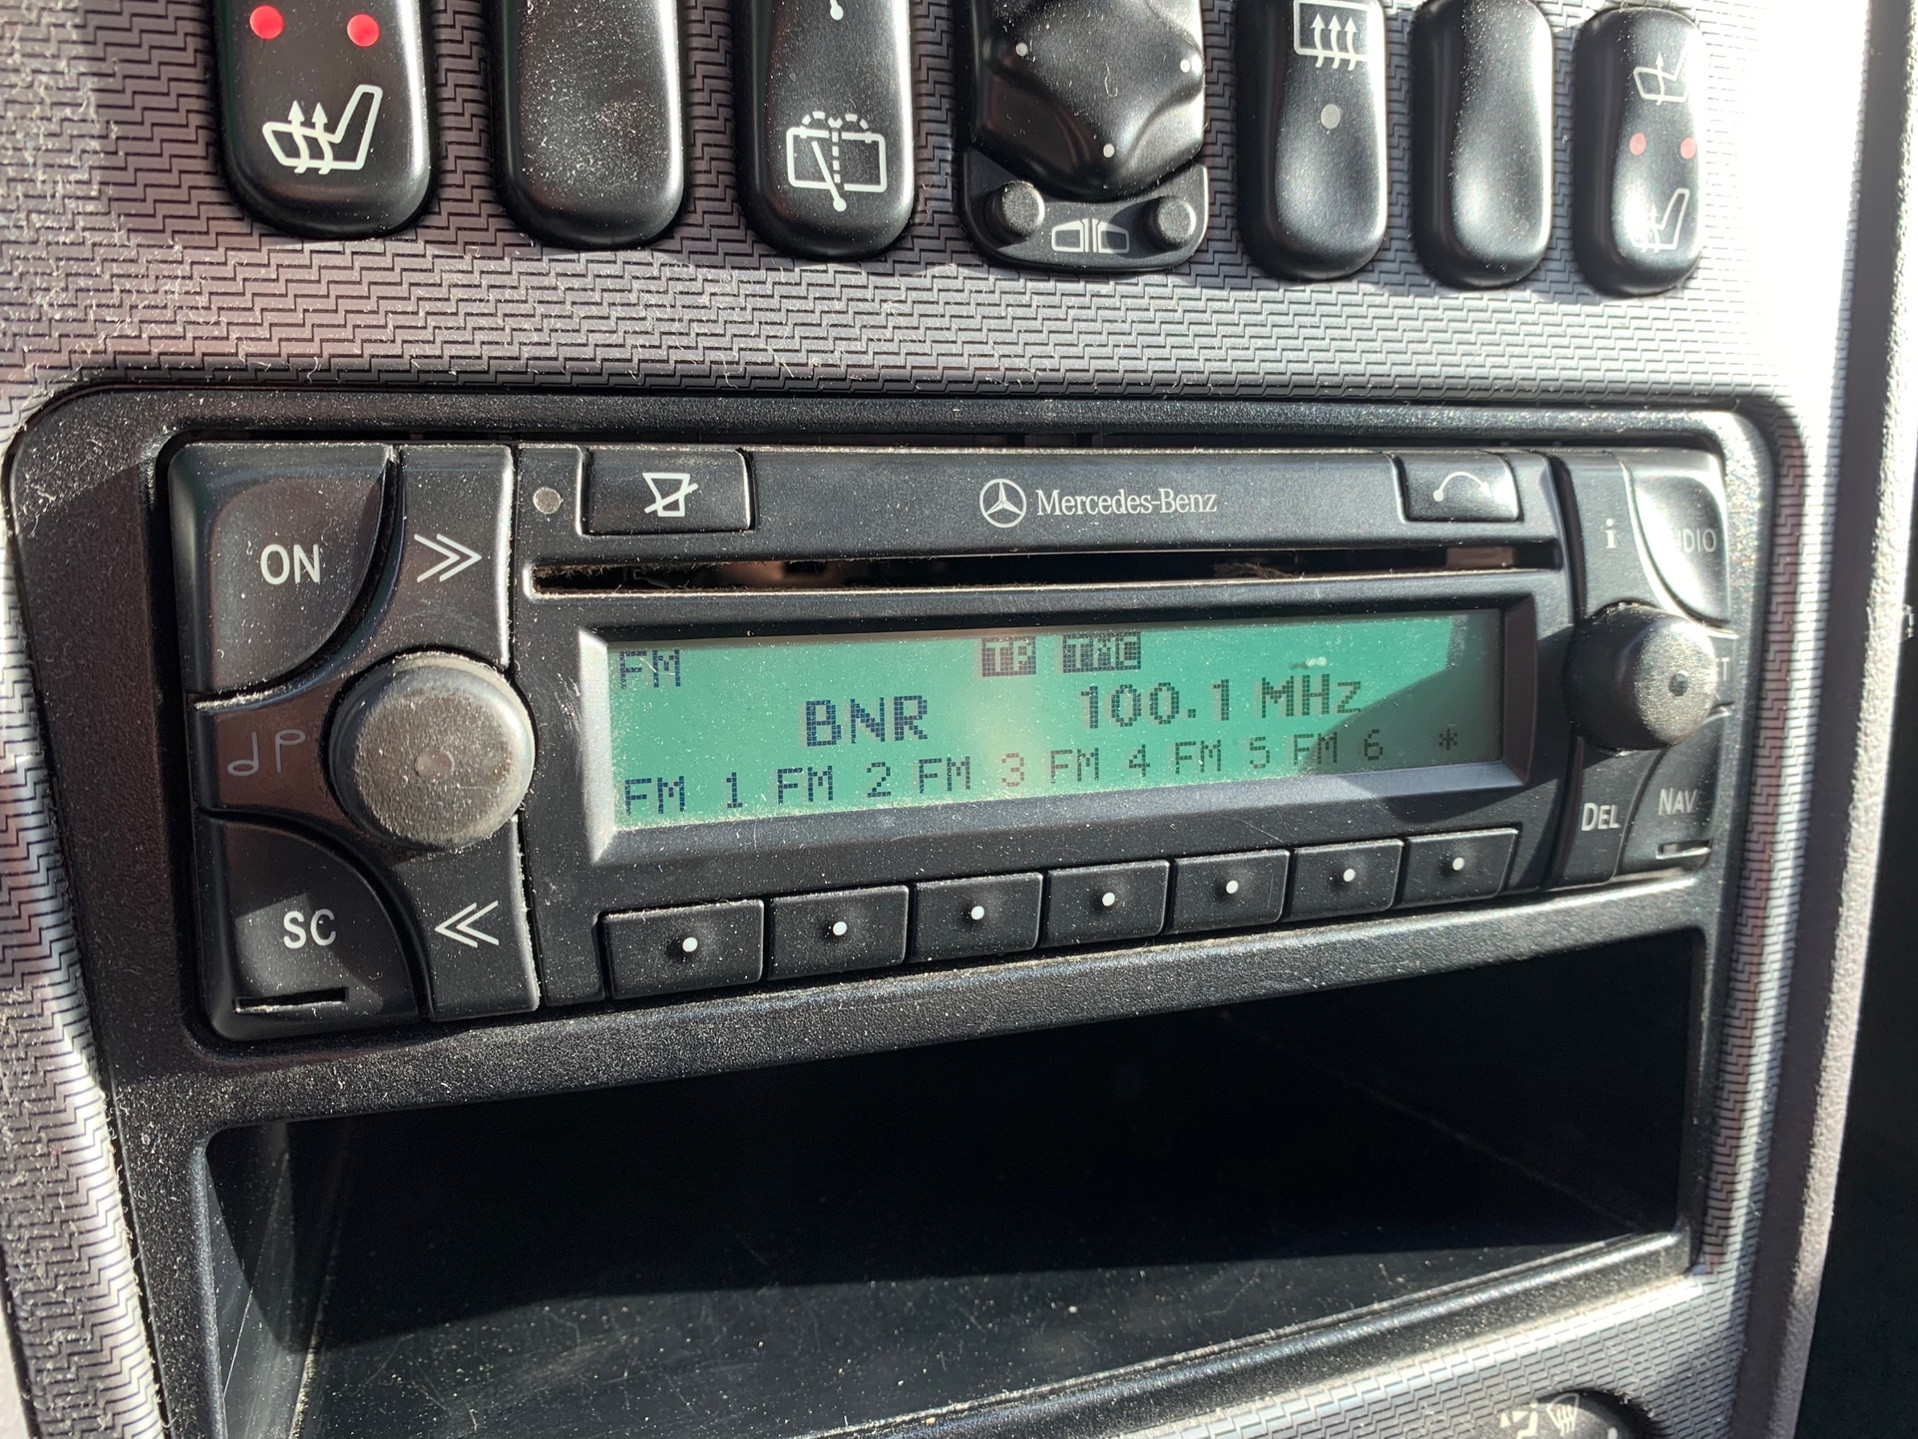 Mercedes-Benz
ON
i
FM TP TMC
BNR 100.1 MHz
FM 1 FM 2 FM 3 FM 4 FM 5 FM 6 *
SC
DEL
NAV